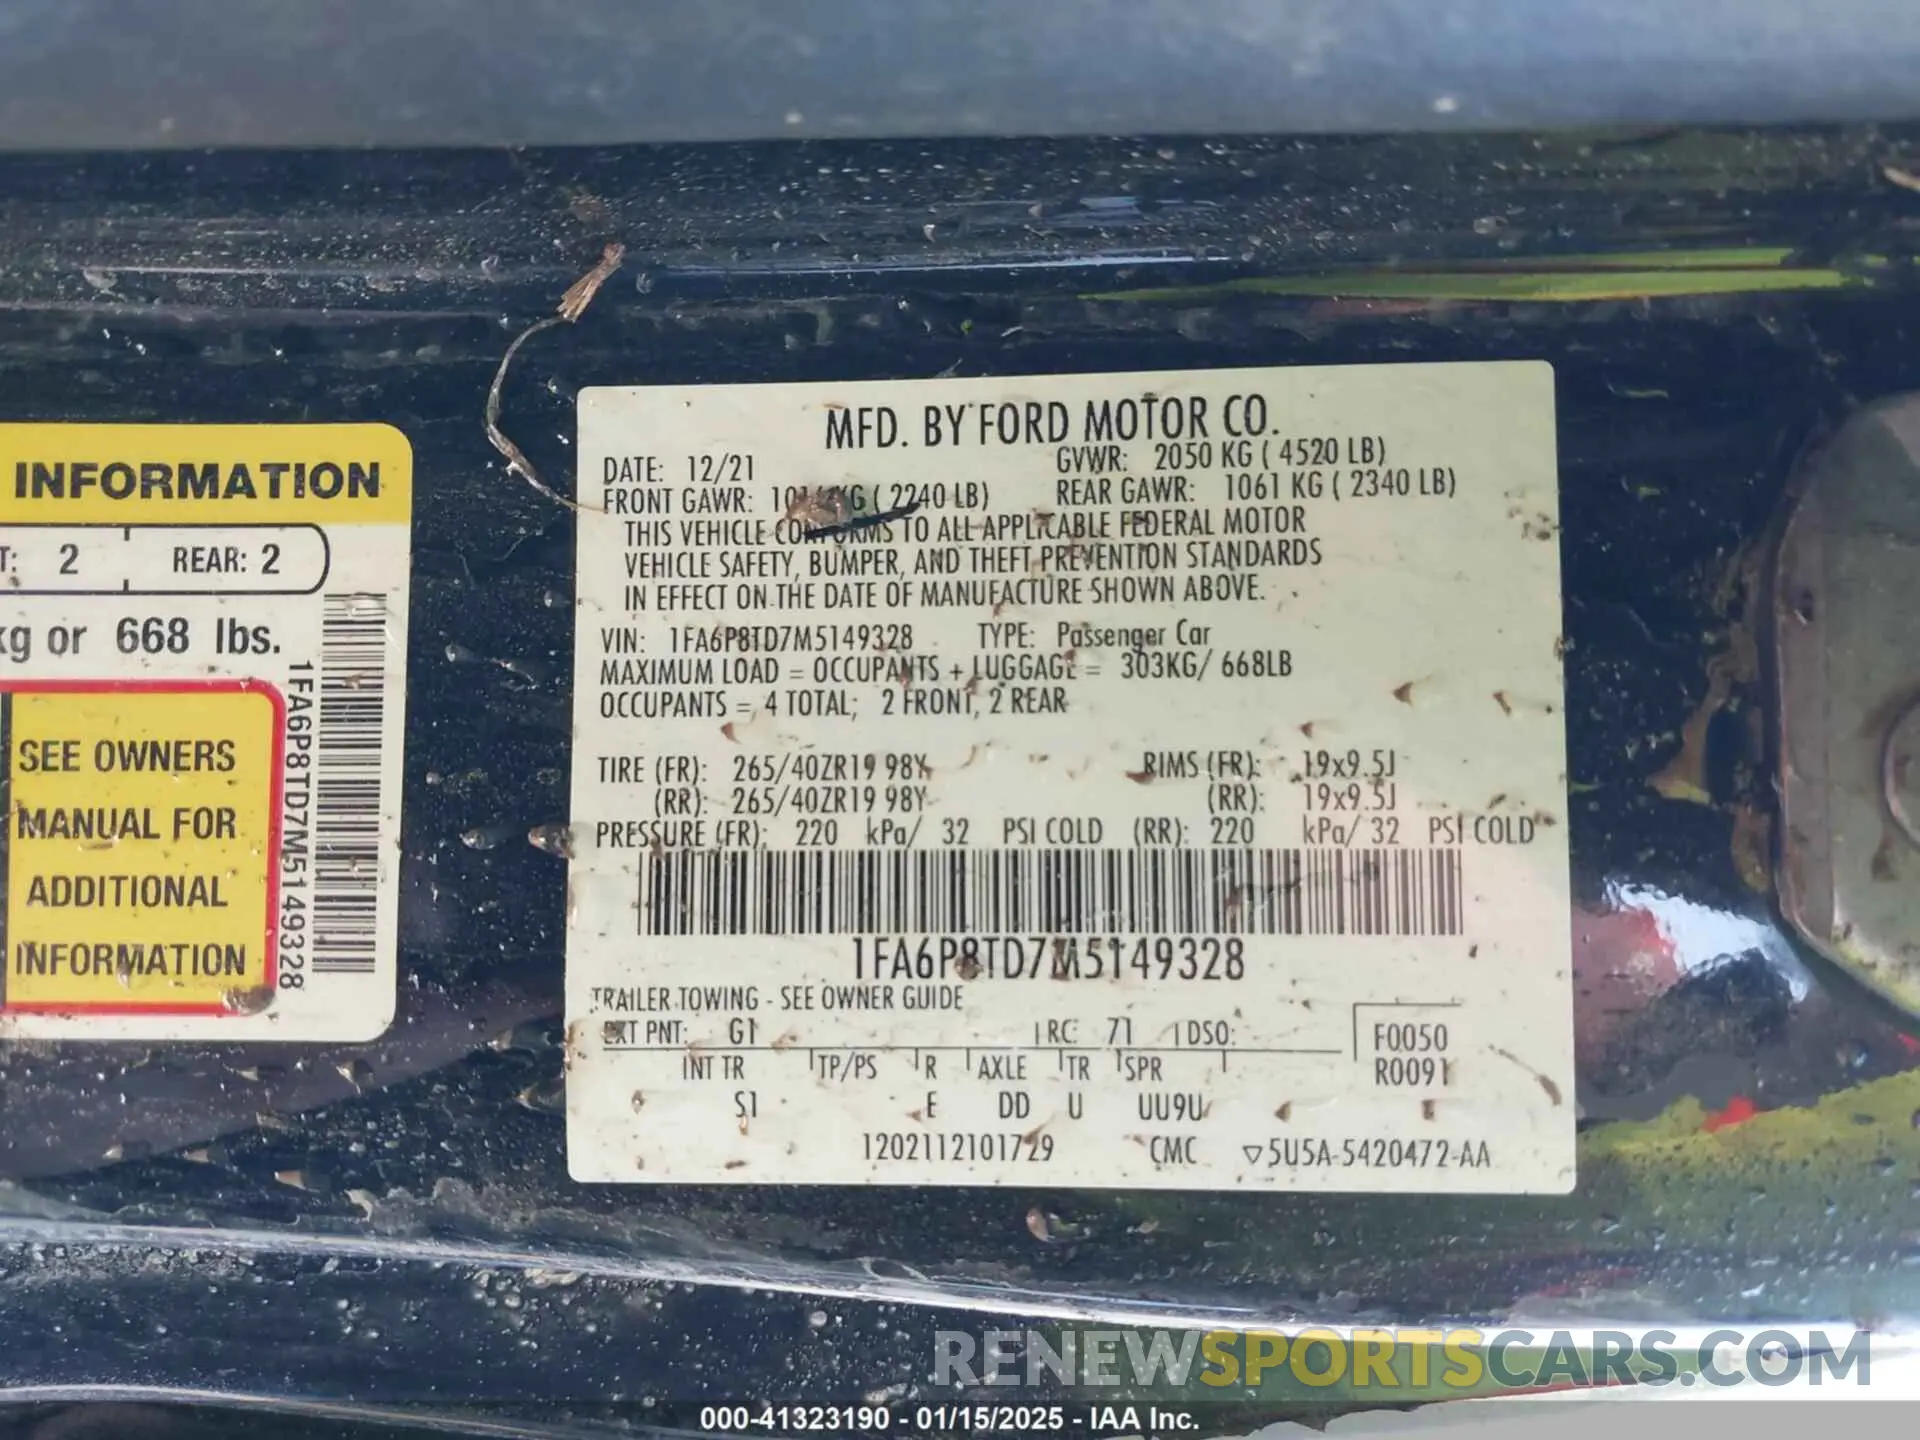 INFORMATION
T: 2 REAR: 2
kg or 668 lbs.
SEE OWNERS
MANUAL FOR
ADDITIONAL
INFORMATION
1FA6P8TD7M5149328
MFD. BY FORD MOTOR CO.
DATE: 12/21 GVWR: 2050 KG ( 4520 LB)
FRONT GAWR: KG ( 2240 LB) REAR GAWR: 1061 KG ( 2340 LB)
THIS VEHICLE CONFORMS TO ALL APPLICABLE FEDERAL MOTOR
VEHICLE SAFETY, BUMPER, AND THEFT PREVENTION STANDARDS
IN EFFECT ON THE DATE OF MANUFACTURE SHOWN ABOVE.
VIN: 1FA6P8TD7M5149328 TYPE: Passenger Car
MAXIMUM LOAD = OCCUPANTS + LUGGAGE = 303KG/ 668LB
OCCUPANTS = 4 TOTAL; 2 FRONT, 2 REAR
TIRE (FR): 265/40ZR19 98Y RIMS (FR): 19x9.5J
(RR): 265/40ZR19 98Y (RR): 19x9.5J
PRESSURE (FR): 220 kPa/ 32 PSI COLD (RR): 220 kPa/ 32 PSI COLD
1FA6P8TD7M5149328
TRAILER TOWING - SEE OWNER GUIDE
EXT PNT: G1 RC: 71 DSO: F0050
R0091
INT TR TP/PS R AXLE TR SPR
S1 E DD U UU9U
1202112101729 CMC ▽5U5A-5420472-AA
RENEWSPORTSCARS.COM
000-41323190 - 01/15/2025 - IAA Inc.